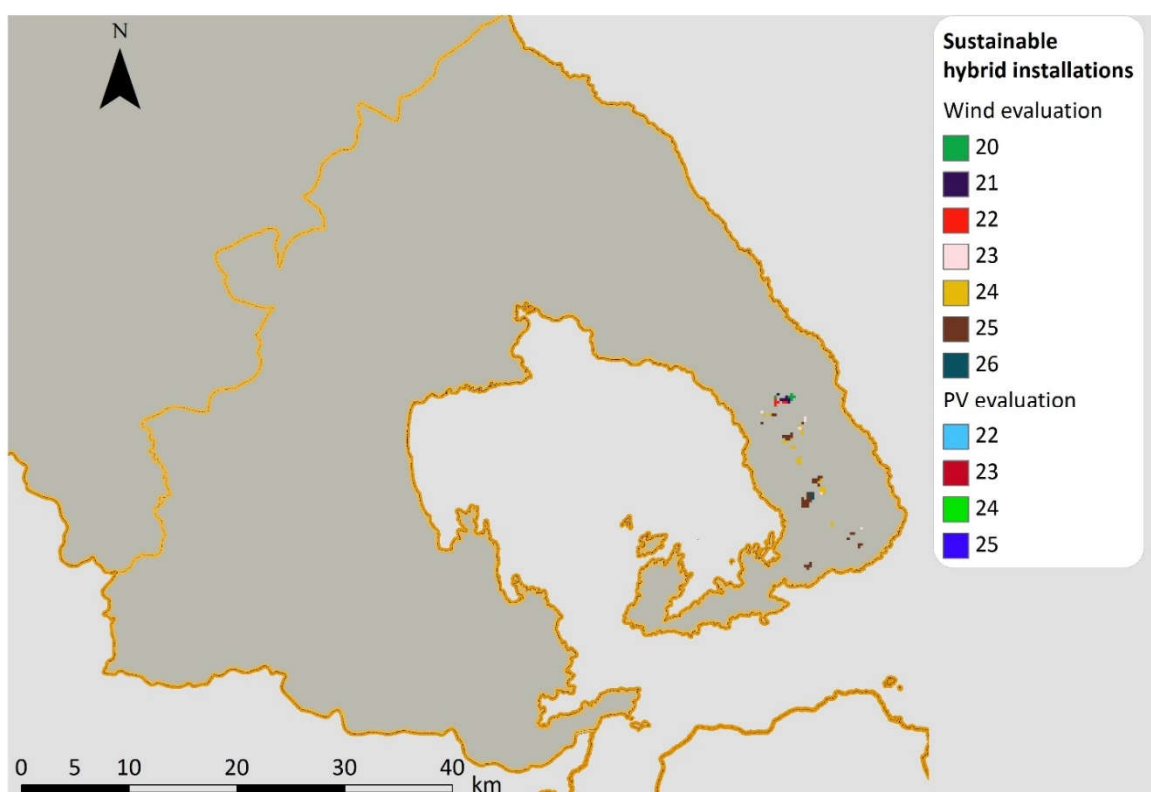 N
Sustainable
hybrid installations
Wind evaluation
20
21
22
23
24
25
26
PV evaluation
22
23
24
25
0 5 10 20 30 40
km